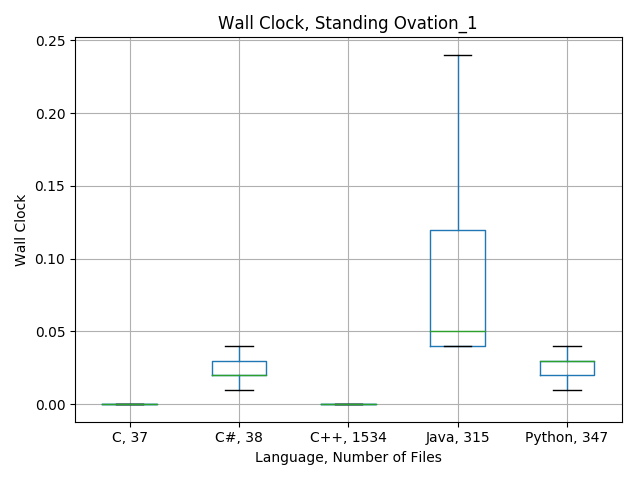 Wall Clock, Standing Ovation_1
0.25
0.20
0.15
0.10
0.05
0.00
Wall Clock
C, 37 C#, 38 C++, 1534 Java, 315 Python, 347
Language, Number of Files